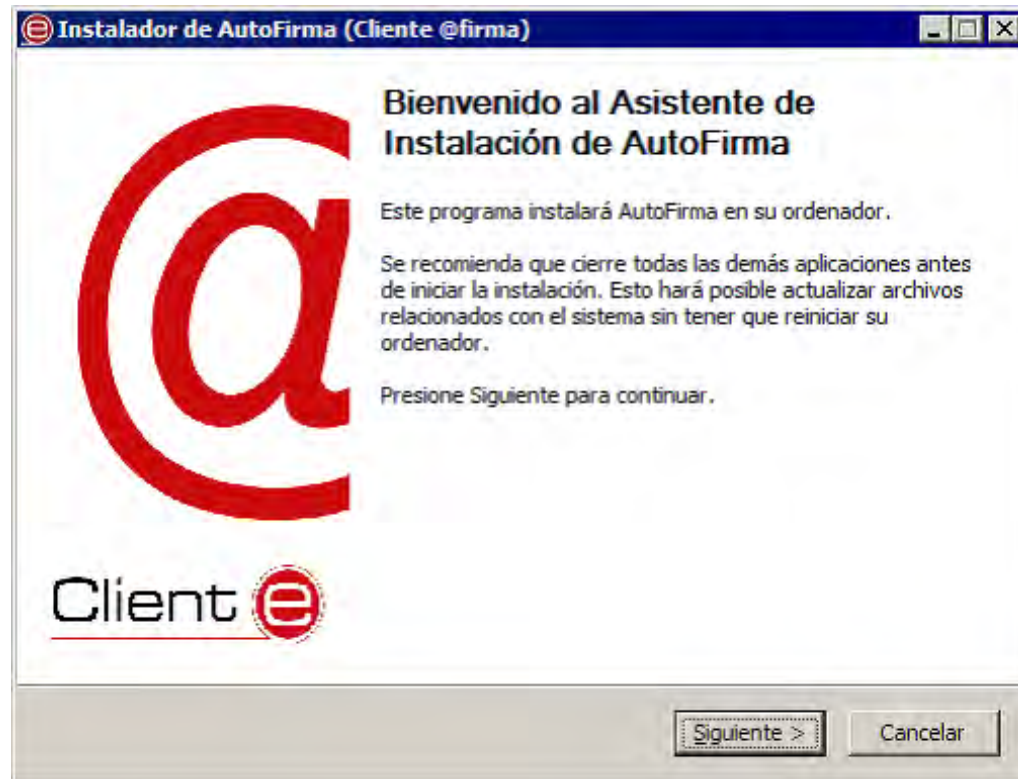 Instalador de AutoFirma (Cliente @firma)
Bienvenido al Asistente de
Instalación de AutoFirma
Este programa instalará AutoFirma en su ordenador.
Se recomienda que cierre todas las demás aplicaciones antes
de iniciar la instalación. Esto hará posible actualizar archivos
relacionados con el sistema sin tener que reiniciar su
ordenador.
Presione Siguiente para continuar.
@
Client e
Siguiente >
Cancelar